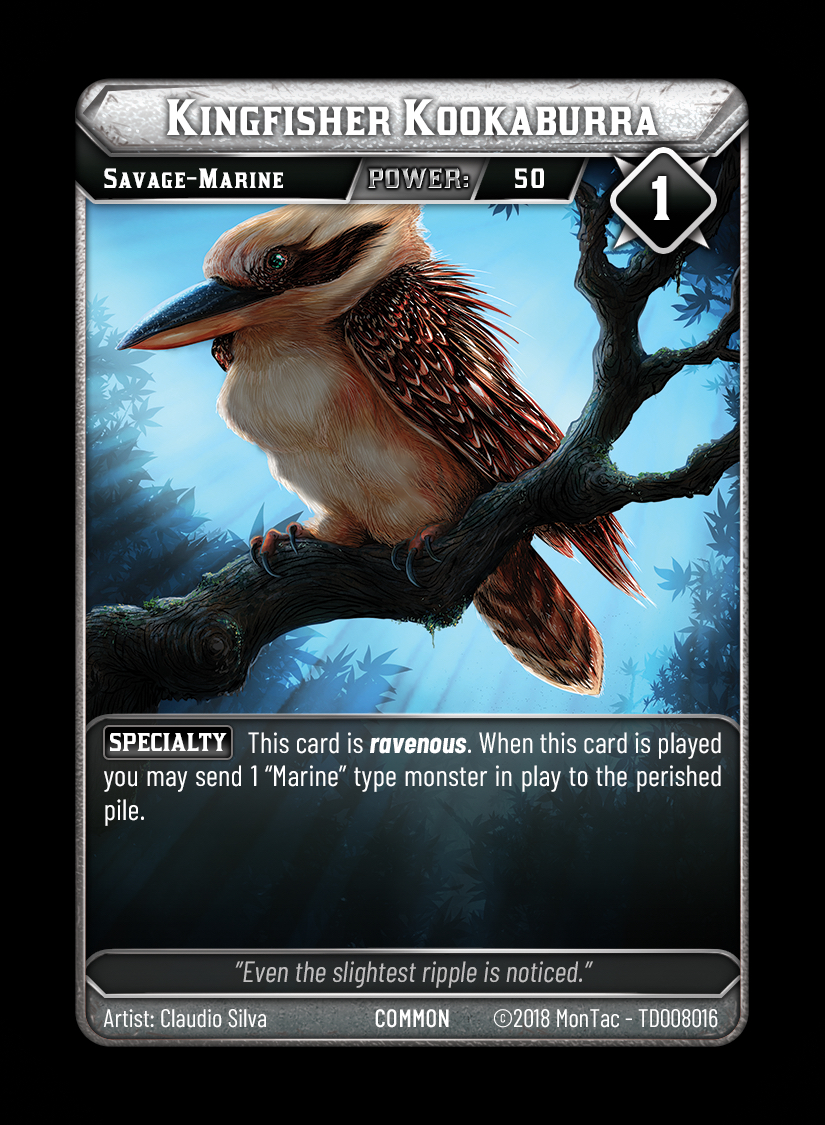 Kingfisher Kookaburra
Savage-Marine POWER: 50
1
SPECIALTY This card is ravenous. When this card is played
you may send 1 “Marine” type monster in play to the perished
pile.
“Even the slightest ripple is noticed.”
Artist: Claudio Silva COMMON ©2018 MonTac - TD008016